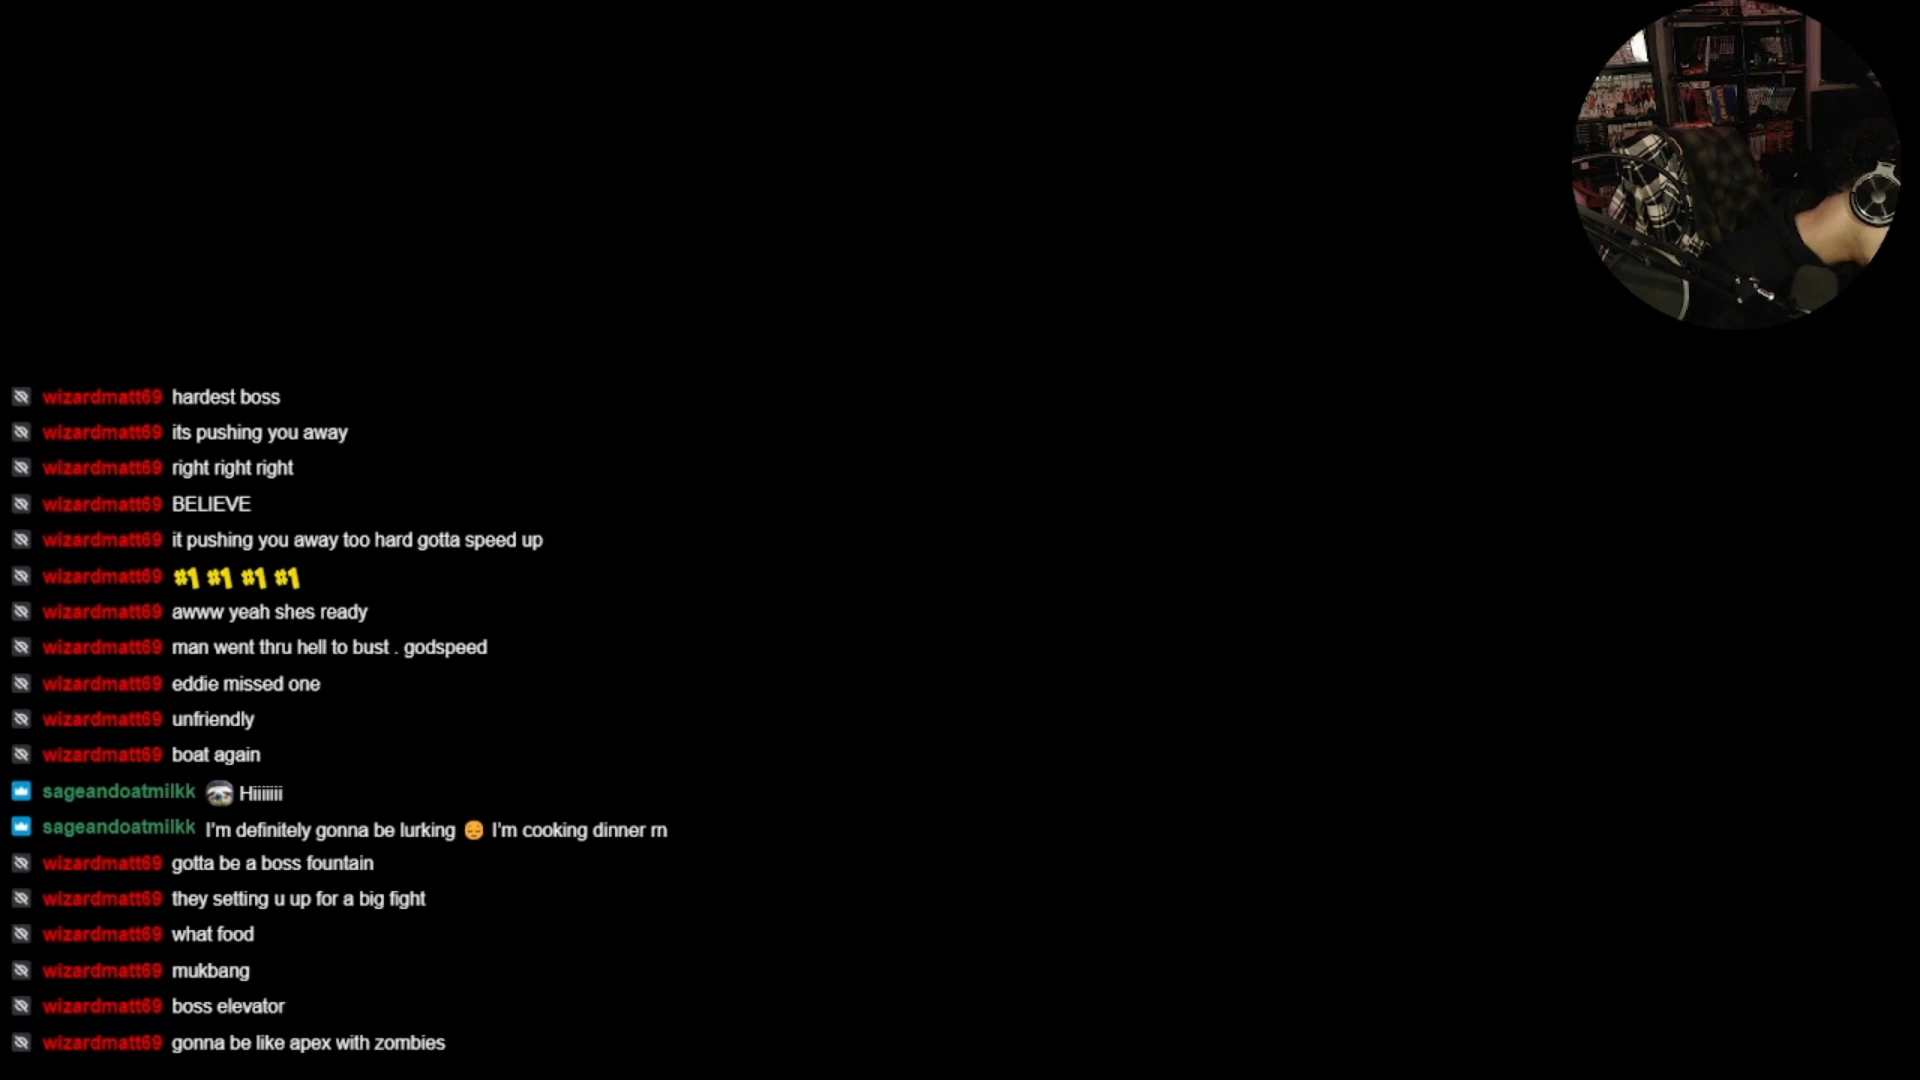 wizardmatt69 hardest boss
wizardmatt69 its pushing you away
wizardmatt69 right right right
wizardmatt69 BELIEVE
wizardmatt69 it pushing you away too hard gotta speed up
wizardmatt69 #1 #1 #1 #1
wizardmatt69 awww yeah shes ready
wizardmatt69 man went thru hell to bust . godspeed
wizardmatt69 eddie missed one
wizardmatt69 unfriendly
wizardmatt69 boat again
sageandoatmilkk Hiiiiiii
sageandoatmilkk I'm definitely gonna be lurking 😔 I'm cooking dinner rn
wizardmatt69 gotta be a boss fountain
wizardmatt69 they setting u up for a big fight
wizardmatt69 what food
wizardmatt69 mukbang
wizardmatt69 boss elevator
wizardmatt69 gonna be like apex with zombies